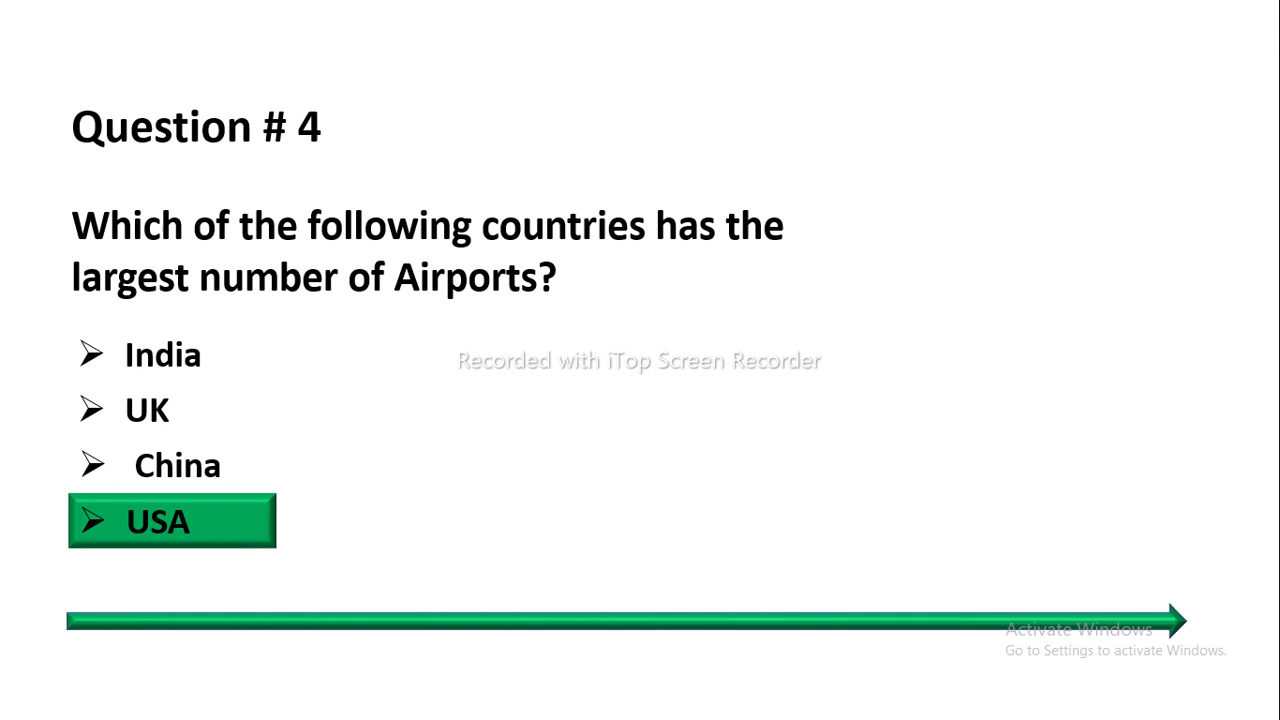 Question # 4
Which of the following countries has the
largest number of Airports?
India
Recorded with iTop Screen Recorder
UK
China
USA
Activate Windows
Go to Settings to activate Windows.